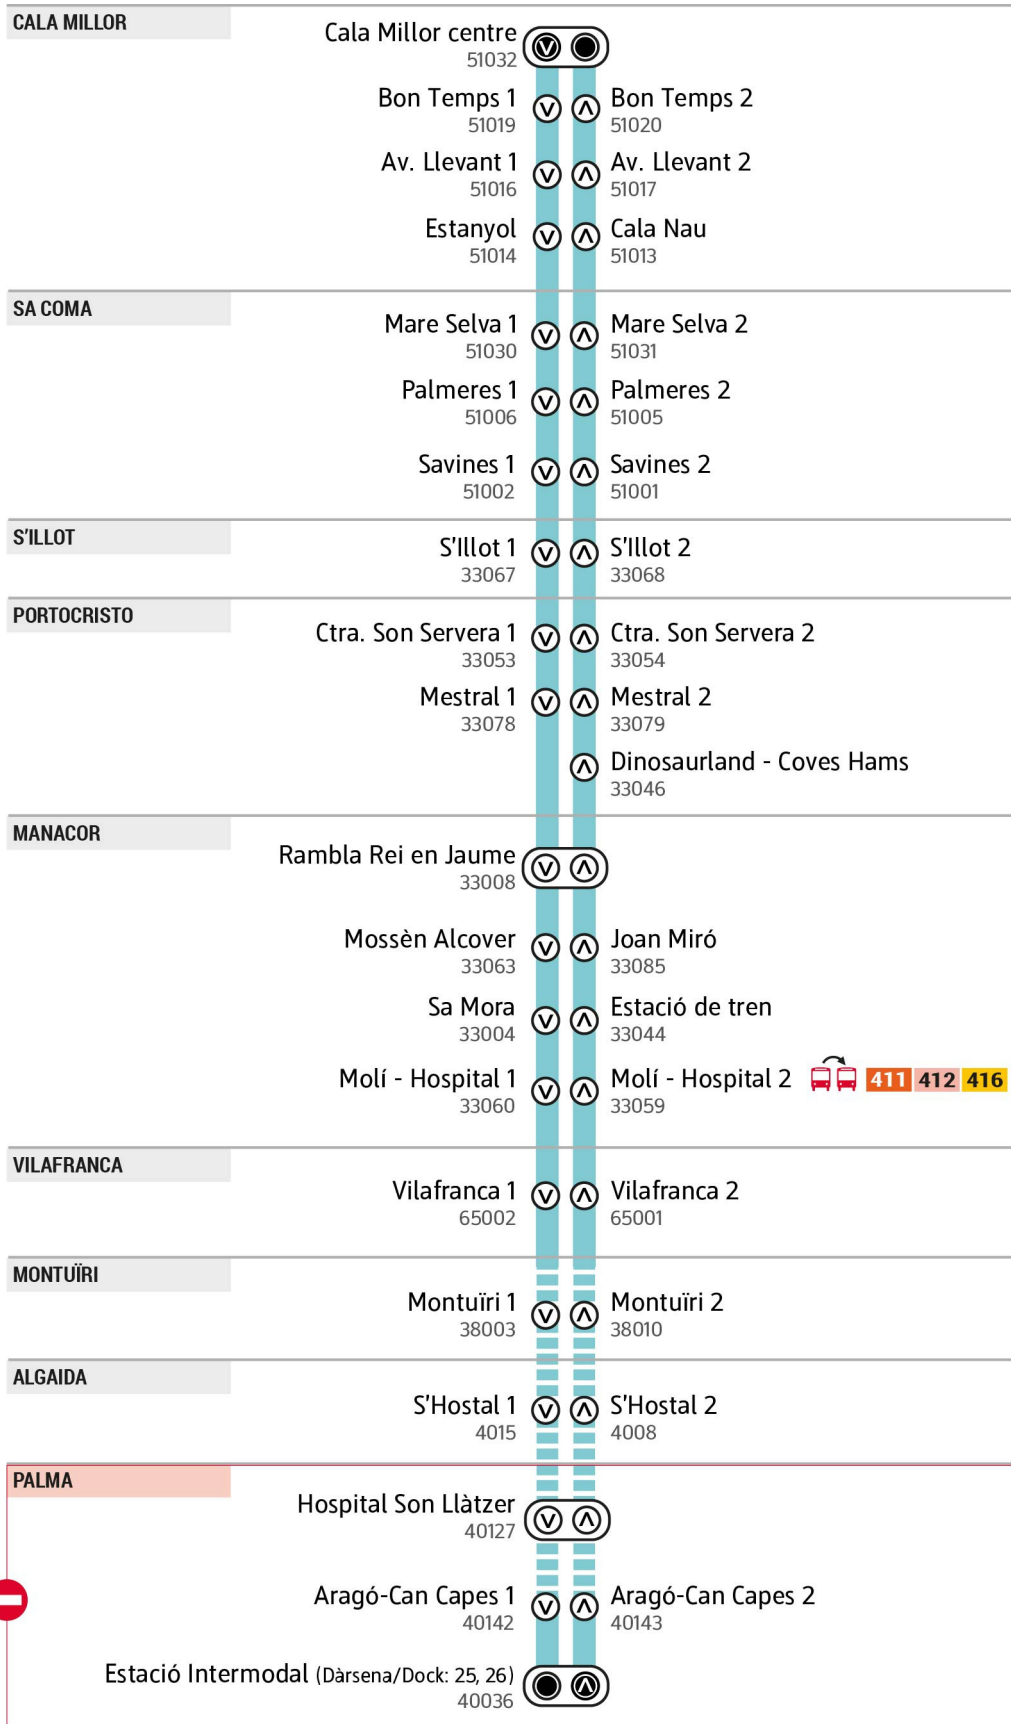 CALA MILLOR
Cala Millor centre
51032
Bon Temps 1
51019
Bon Temps 2
51020
Av. Llevant 1
51016
Av. Llevant 2
51017
Estanyol
51014
Cala Nau
51013
SA COMA
Mare Selva 1
51030
Mare Selva 2
51031
Palmeres 1
51006
Palmeres 2
51005
Savines 1
51002
Savines 2
51001
S'ILLOT
S'Illot 1
33067
S'Illot 2
33068
PORTOCRISTO
Ctra. Son Servera 1
33053
Ctra. Son Servera 2
33054
Mestral 1
33078
Mestral 2
33079
Dinosaurland - Coves Hams
33046
MANACOR
Rambla Rei en Jaume
33008
Mossèn Alcover
33063
Joan Miró
33085
Sa Mora
33004
Estació de tren
33044
Molí - Hospital 1
33060
Molí - Hospital 2 411 412 416
33059
VILAFRANCA
Vilafranca 1
65002
Vilafranca 2
65001
MONTUÏRI
Montuïri 1
38003
Montuïri 2
38010
ALGAIDA
S'Hostal 1
4015
S'Hostal 2
4008
PALMA
Hospital Son Llàtzer
40127
Aragó-Can Capes 1
40142
Aragó-Can Capes 2
40143
Estació Intermodal (Dàrsena/Dock: 25, 26)
40036